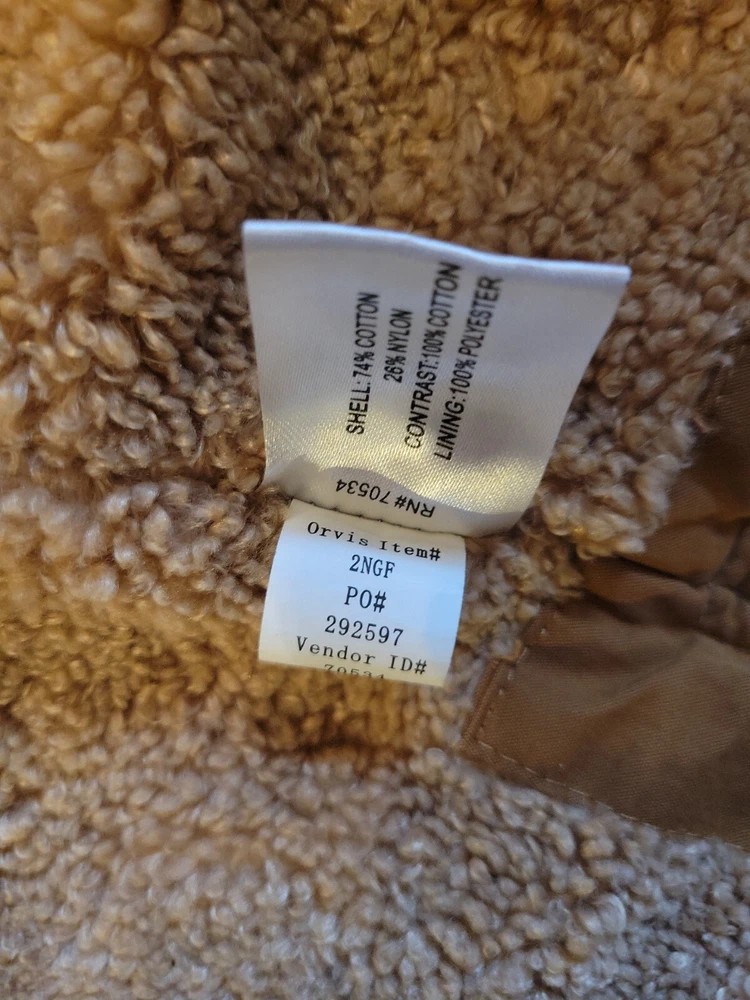 SHELL:74% COTTON
26% NYLON
CONTRAST:100% COTTON
LINING:100% POLYESTER
RN#70534
Orvis Item#
2NGF
PO#
292597
Vendor ID#
70534